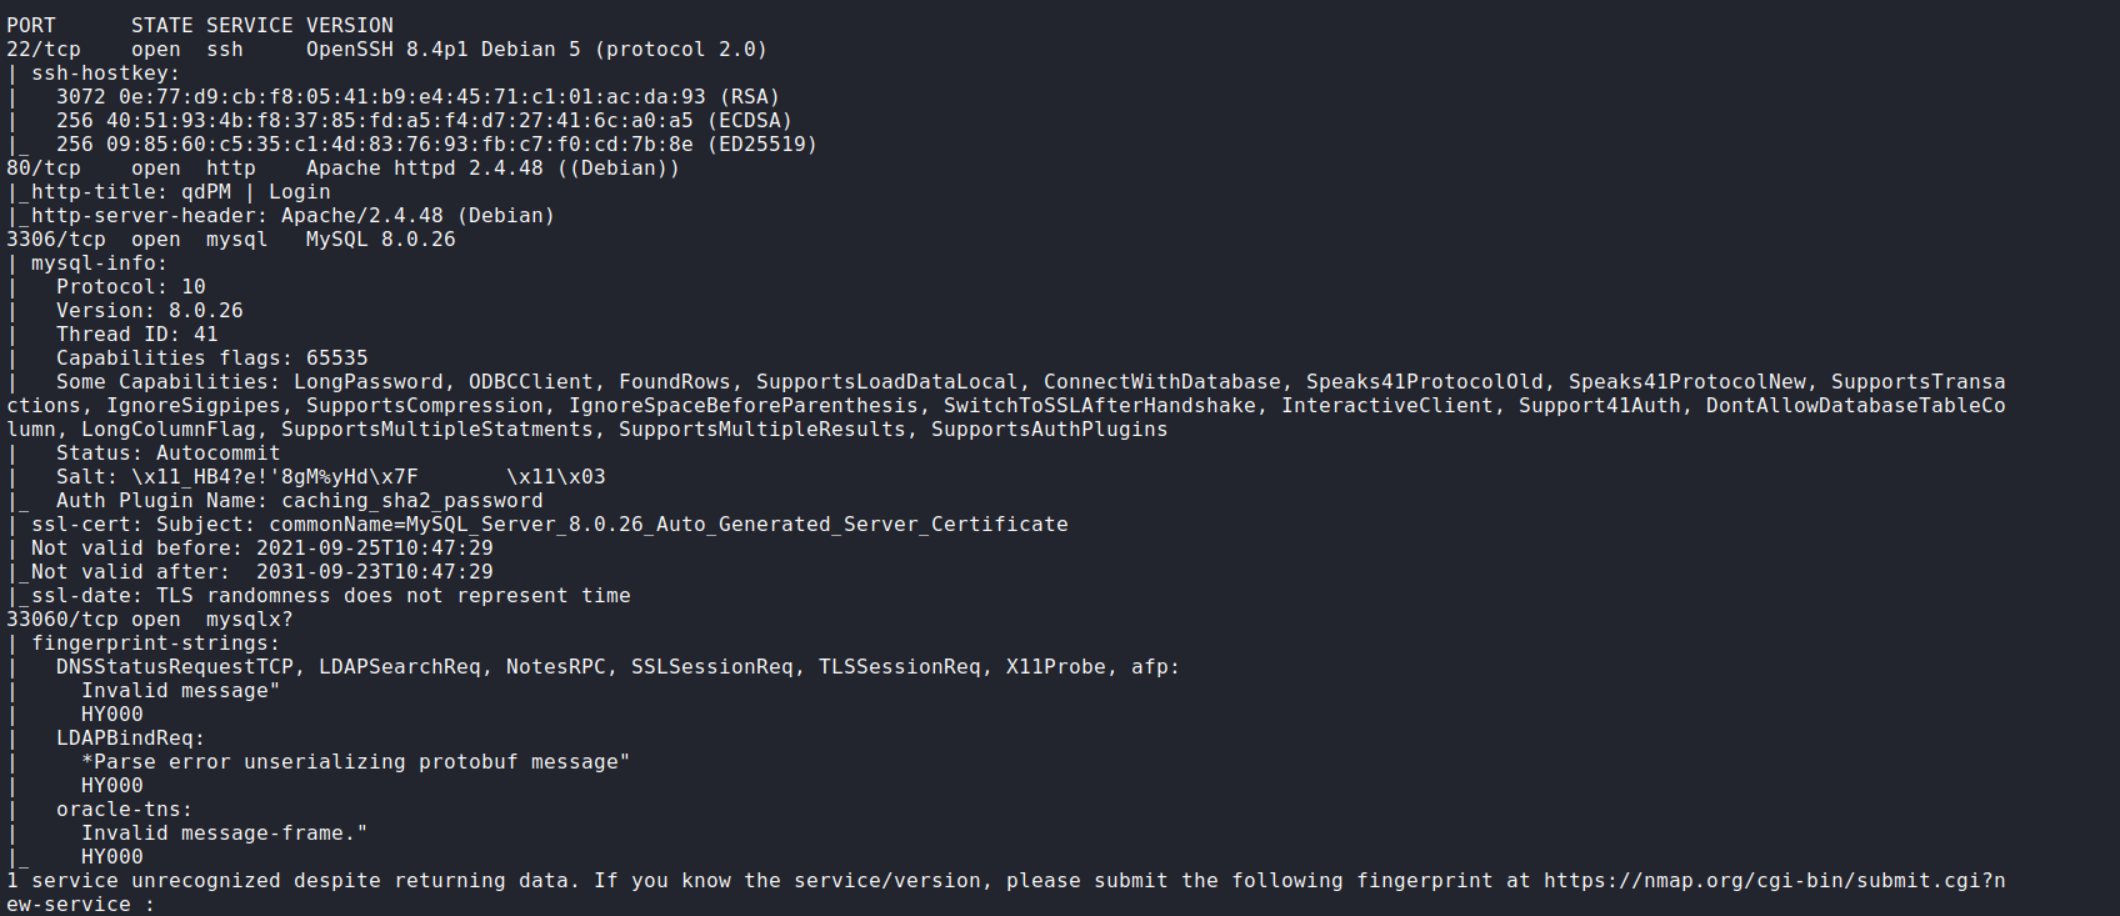 PORT      STATE SERVICE VERSION
22/tcp    open  ssh     OpenSSH 8.4p1 Debian 5 (protocol 2.0)
| ssh-hostkey:
|   3072 0e:77:d9:cb:f8:05:41:b9:e4:45:71:c1:01:ac:da:93 (RSA)
|   256 40:51:93:4b:f8:37:85:fd:a5:f4:d7:27:41:6c:a0:a5 (ECDSA)
|_  256 09:85:60:c5:35:c1:4d:83:76:93:fb:c7:f0:cd:7b:8e (ED25519)
80/tcp    open  http    Apache httpd 2.4.48 ((Debian))
|_http-title: qdPM | Login
|_http-server-header: Apache/2.4.48 (Debian)
3306/tcp  open  mysql   MySQL 8.0.26
| mysql-info:
|   Protocol: 10
|   Version: 8.0.26
|   Thread ID: 41
|   Capabilities flags: 65535
|   Some Capabilities: LongPassword, ODBCClient, FoundRows, SupportsLoadDataLocal, ConnectWithDatabase, Speaks41ProtocolOld, Speaks41ProtocolNew, SupportsTransa
ctions, IgnoreSigpipes, SupportsCompression, IgnoreSpaceBeforeParenthesis, SwitchToSSLAfterHandshake, InteractiveClient, Support41Auth, DontAllowDatabaseTableCo
lumn, LongColumnFlag, SupportsMultipleStatments, SupportsMultipleResults, SupportsAuthPlugins
|   Status: Autocommit
|   Salt: \x11_HB4?e!'8gM%yHd\x7F       \x11\x03
|_  Auth Plugin Name: caching_sha2_password
| ssl-cert: Subject: commonName=MySQL_Server_8.0.26_Auto_Generated_Server_Certificate
| Not valid before: 2021-09-25T10:47:29
|_Not valid after:  2031-09-23T10:47:29
|_ssl-date: TLS randomness does not represent time
33060/tcp open  mysqlx?
| fingerprint-strings:
|   DNSStatusRequestTCP, LDAPSearchReq, NotesRPC, SSLSessionReq, TLSSessionReq, X11Probe, afp:
|     Invalid message"
|     HY000
|   LDAPBindReq:
|     *Parse error unserializing protobuf message"
|     HY000
|   oracle-tns:
|     Invalid message-frame."
|_    HY000
1 service unrecognized despite returning data. If you know the service/version, please submit the following fingerprint at https://nmap.org/cgi-bin/submit.cgi?n
ew-service :